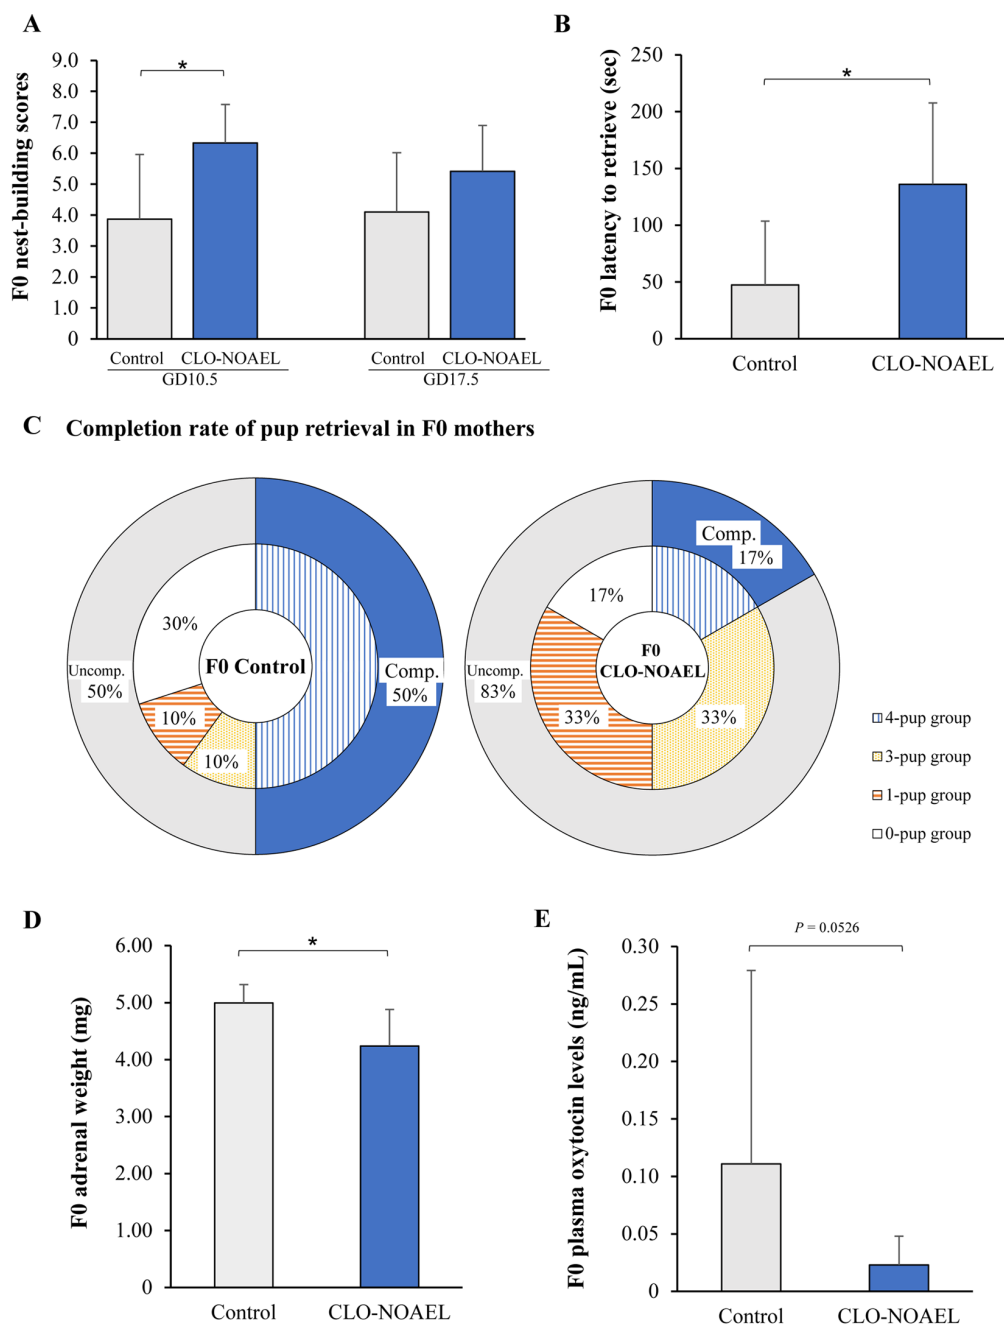 A
F0 nest-building scores
9.0
8.0
7.0
6.0
5.0
4.0
3.0
2.0
1.0
0
*
Control CLO-NOAEL
GD10.5
Control CLO-NOAEL
GD17.5
B
F0 latency to retrieve (sec)
250
200
150
100
50
0
*
Control CLO-NOAEL
C Completion rate of pup retrieval in F0 mothers
F0 Control
Uncomp.
50%
Comp.
50%
30%
10%
10%
F0
CLO-NOAEL
Comp.
17%
17%
Uncomp.
83%
33%
33%
4-pup group
3-pup group
1-pup group
0-pup group
D
F0 adrenal weight (mg)
6.00
5.00
4.00
3.00
2.00
1.00
0
*
Control CLO-NOAEL
E
F0 plasma oxytocin levels (ng/mL)
0.30
0.25
0.20
0.15
0.10
0.05
0
P = 0.0526
Control CLO-NOAEL